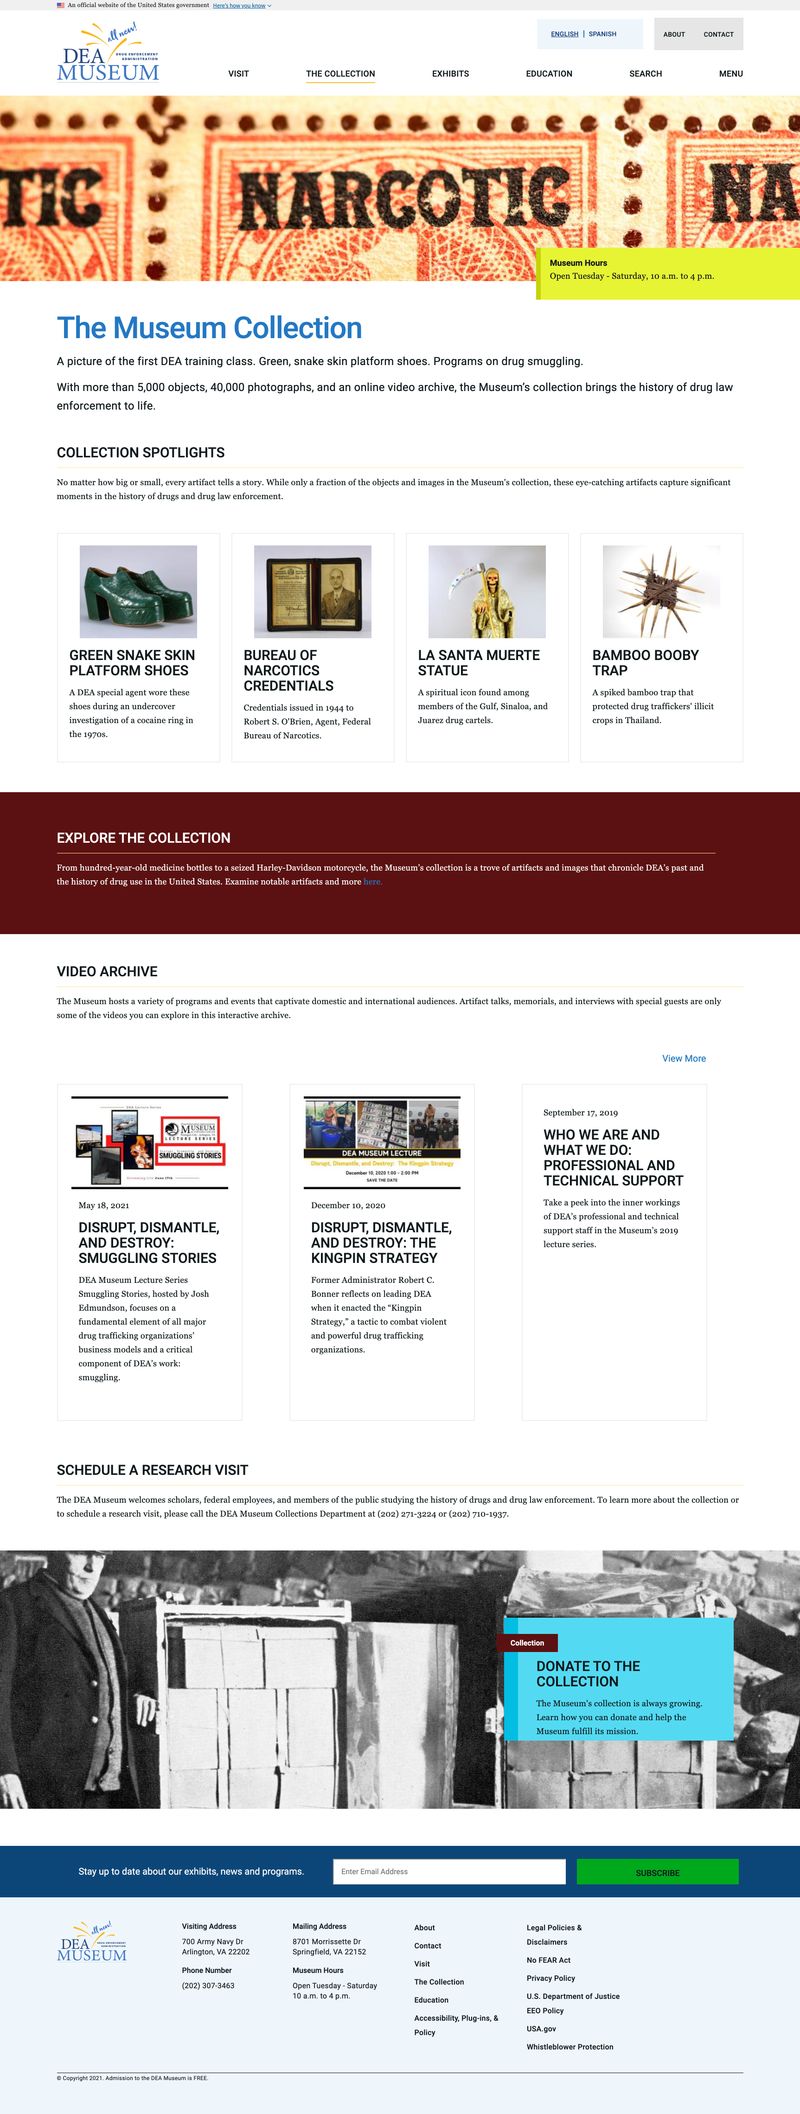 An official website of the United States government Here's how you know
all new!
DEA
DRUG ENFORCEMENT
ADMINISTRATION
MUSEUM
ENGLISH | SPANISH
ABOUT CONTACT
VISIT THE COLLECTION EXHIBITS EDUCATION SEARCH MENU
TIC NARCOTIC NA
Museum Hours
Open Tuesday - Saturday, 10 a.m. to 4 p.m.
The Museum Collection
A picture of the first DEA training class. Green, snake skin platform shoes. Programs on drug smuggling.
With more than 5,000 objects, 40,000 photographs, and an online video archive, the Museum's collection brings the history of drug law
enforcement to life.
COLLECTION SPOTLIGHTS
No matter how big or small, every artifact tells a story. While only a fraction of the objects and images in the Museum's collection, these eye-catching artifacts capture significant
moments in the history of drugs and drug law enforcement.
GREEN SNAKE SKIN
PLATFORM SHOES
A DEA special agent wore these
shoes during an undercover
investigation of a cocaine ring in
the 1970s.
BUREAU OF
NARCOTICS
CREDENTIALS
Credentials issued in 1944 to
Robert S. O'Brien, Agent, Federal
Bureau of Narcotics.
LA SANTA MUERTE
STATUE
A spiritual icon found among
members of the Gulf, Sinaloa, and
Juarez drug cartels.
BAMBOO BOOBY
TRAP
A spiked bamboo trap that
protected drug traffickers' illicit
crops in Thailand.
EXPLORE THE COLLECTION
From hundred-year-old medicine bottles to a seized Harley-Davidson motorcycle, the Museum's collection is a trove of artifacts and images that chronicle DEA's past and
the history of drug use in the United States. Examine notable artifacts and more here.
VIDEO ARCHIVE
The Museum hosts a variety of programs and events that captivate domestic and international audiences. Artifact talks, memorials, and interviews with special guests are only
some of the videos you can explore in this interactive archive.
View More
DEA Lecture Series
MUSEUM
LECTURE SERIES
SMUGGLING STORIES
May 18, 2021
DISRUPT, DISMANTLE,
AND DESTROY:
SMUGGLING STORIES
DEA Museum Lecture Series
Smuggling Stories, hosted by Josh
Edmundson, focuses on a
fundamental element of all major
drug trafficking organizations'
business models and a critical
component of DEA's work:
smuggling.
DEA MUSEUM LECTURE
Disrupt, Dismantle, and Destroy: The Kingpin Strategy
December 10, 2020 1:00 - 2:00 PM
SAVE THE DATE
December 10, 2020
DISRUPT, DISMANTLE,
AND DESTROY: THE
KINGPIN STRATEGY
Former Administrator Robert C.
Bonner reflects on leading DEA
when it enacted the “Kingpin
Strategy,” a tactic to combat violent
and powerful drug trafficking
organizations.
September 17, 2019
WHO WE ARE AND
WHAT WE DO:
PROFESSIONAL AND
TECHNICAL SUPPORT
Take a peek into the inner workings
of DEA's professional and technical
support staff in the Museum's 2019
lecture series.
SCHEDULE A RESEARCH VISIT
The DEA Museum welcomes scholars, federal employees, and members of the public studying the history of drugs and drug law enforcement. To learn more about the collection or
to schedule a research visit, please call the DEA Museum Collections Department at (202) 271-3224 or (202) 710-1937.
Collection
DONATE TO THE
COLLECTION
The Museum's collection is always growing.
Learn how you can donate and help the
Museum fulfill its mission.
Stay up to date about our exhibits, news and programs.
Enter Email Address
SUBSCRIBE
all new!
DEA
DRUG ENFORCEMENT
ADMINISTRATION
MUSEUM
Visiting Address
700 Army Navy Dr
Arlington, VA 22202
Phone Number
(202) 307-3463
Mailing Address
8701 Morrissette Dr
Springfield, VA 22152
Museum Hours
Open Tuesday - Saturday
10 a.m. to 4 p.m.
About
Contact
Visit
The Collection
Education
Accessibility, Plug-ins, &
Policy
Legal Policies &
Disclaimers
No FEAR Act
Privacy Policy
U.S. Department of Justice
EEO Policy
USA.gov
Whistleblower Protection
© Copyright 2021. Admission to the DEA Museum is FREE.